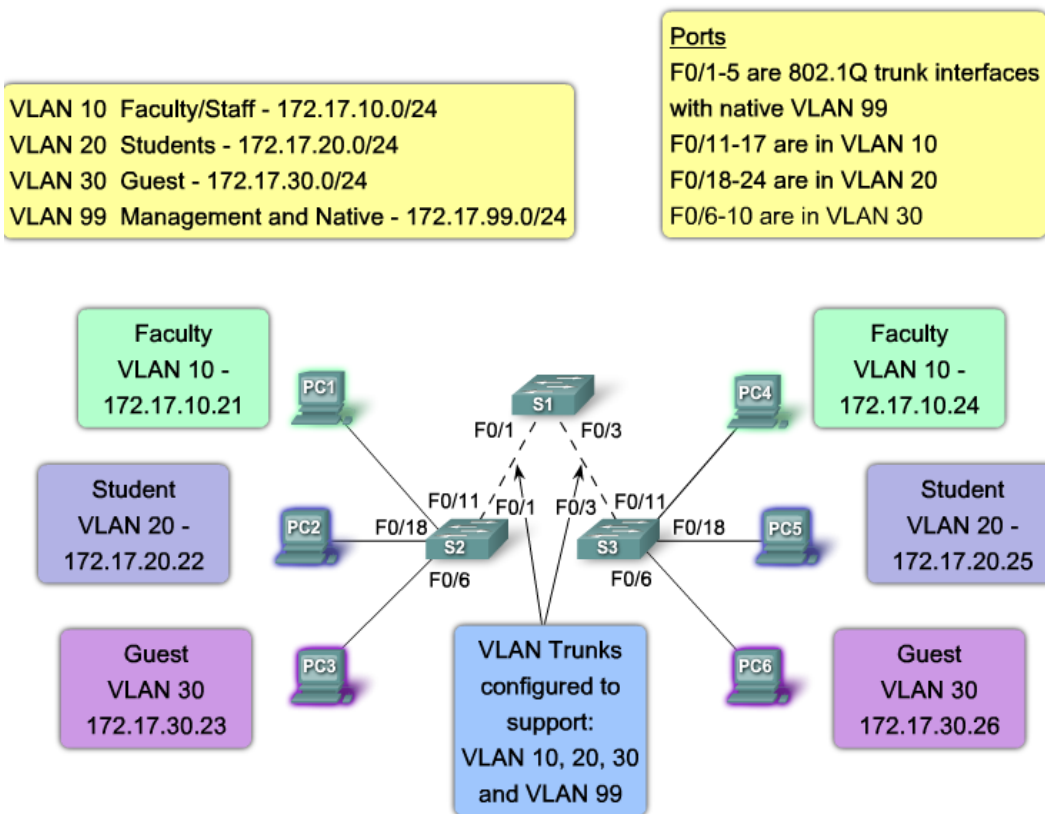 VLAN 10 Faculty/Staff - 172.17.10.0/24
VLAN 20 Students - 172.17.20.0/24
VLAN 30 Guest - 172.17.30.0/24
VLAN 99 Management and Native - 172.17.99.0/24
Ports
F0/1-5 are 802.1Q trunk interfaces
with native VLAN 99
F0/11-17 are in VLAN 10
F0/18-24 are in VLAN 20
F0/6-10 are in VLAN 30
Faculty
VLAN 10 -
172.17.10.21
PC1
S1
F0/1
F0/3
PC4
Faculty
VLAN 10 -
172.17.10.24
Student
VLAN 20 -
172.17.20.22
PC2
F0/11
F0/18
F0/1
S2
F0/6
F0/3
F0/11
F0/18
S3
F0/6
PC5
Student
VLAN 20 -
172.17.20.25
Guest
VLAN 30
172.17.30.23
PC3
VLAN Trunks
configured to
support:
VLAN 10, 20, 30
and VLAN 99
PC6
Guest
VLAN 30
172.17.30.26